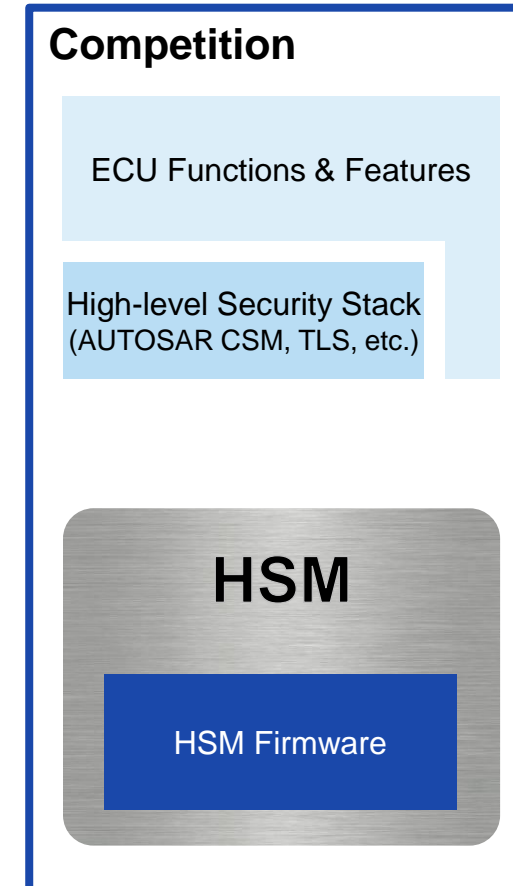 Competition
ECU Functions & Features
High-level Security Stack
(AUTOSAR CSM, TLS, etc.)
HSM
HSM Firmware